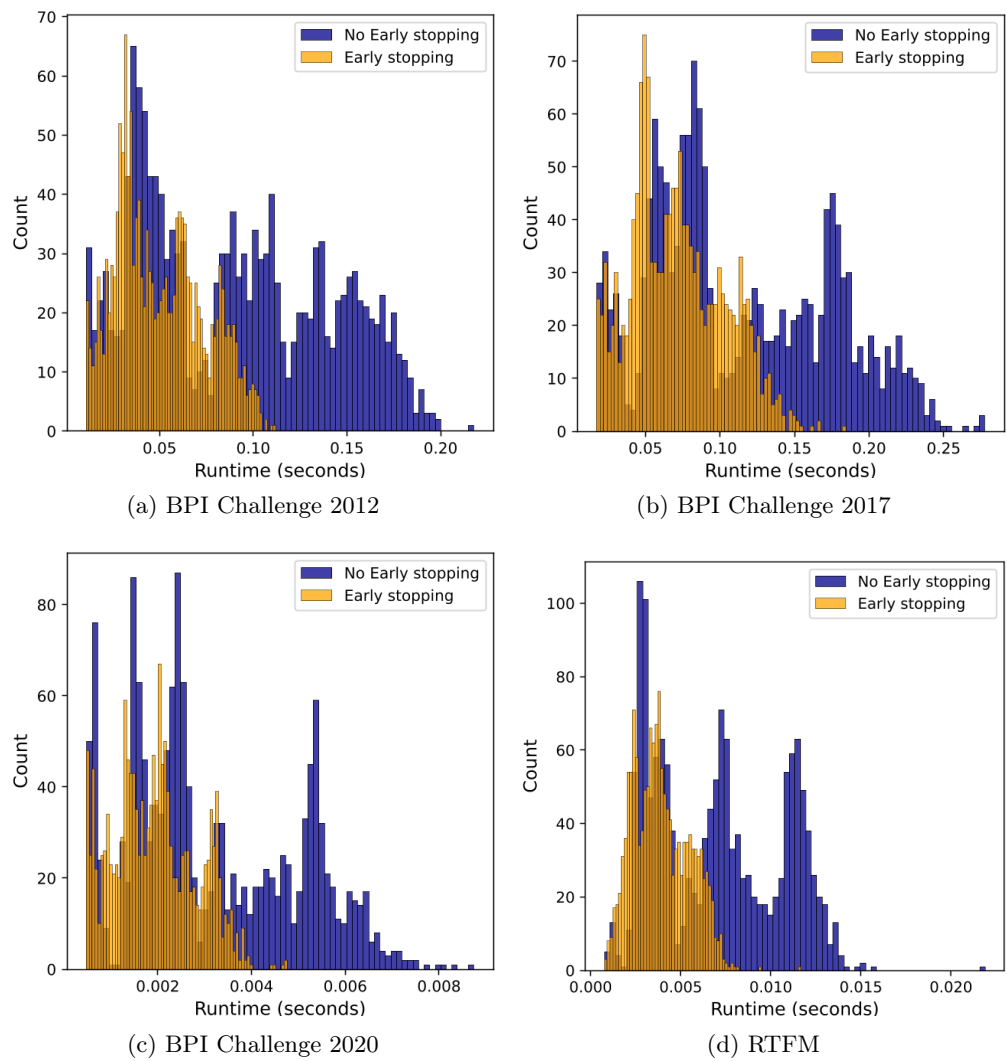 70
60
50
40
30
20
10
0
Count
No Early stopping
Early stopping
0.05
0.10
0.15
0.20
Runtime (seconds)
(a) BPI Challenge 2012
70
60
50
40
30
20
10
0
Count
No Early stopping
Early stopping
0.05
0.10
0.15
0.20
0.25
Runtime (seconds)
(b) BPI Challenge 2017
80
60
40
20
0
Count
No Early stopping
Early stopping
0.002
0.004
0.006
0.008
Runtime (seconds)
(c) BPI Challenge 2020
100
80
60
40
20
0
Count
No Early stopping
Early stopping
0.000
0.005
0.010
0.015
0.020
Runtime (seconds)
(d) RTFM